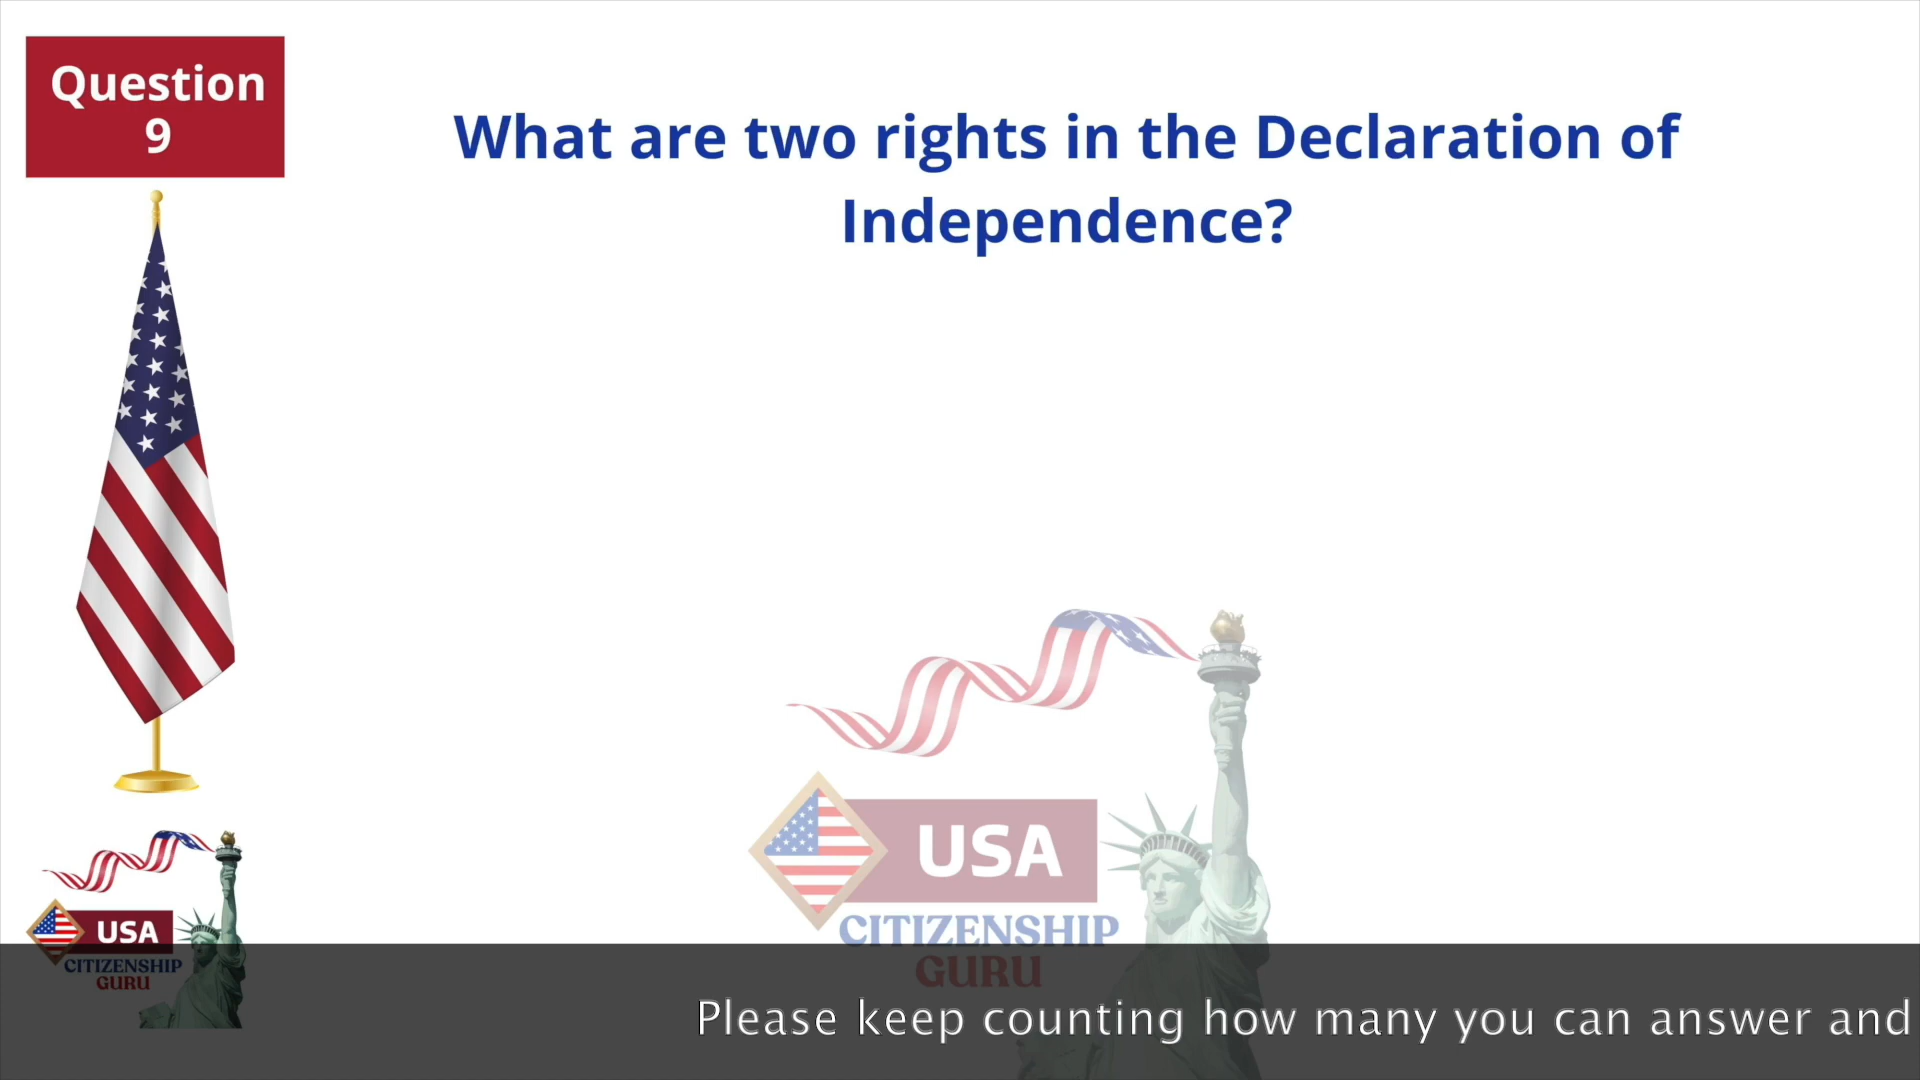 Question
9
What are two rights in the Declaration of
Independence?
USA
CITIZENSHIP
GURU
USA
CITIZENSHIP
GURU
Please keep counting how many you can answer and